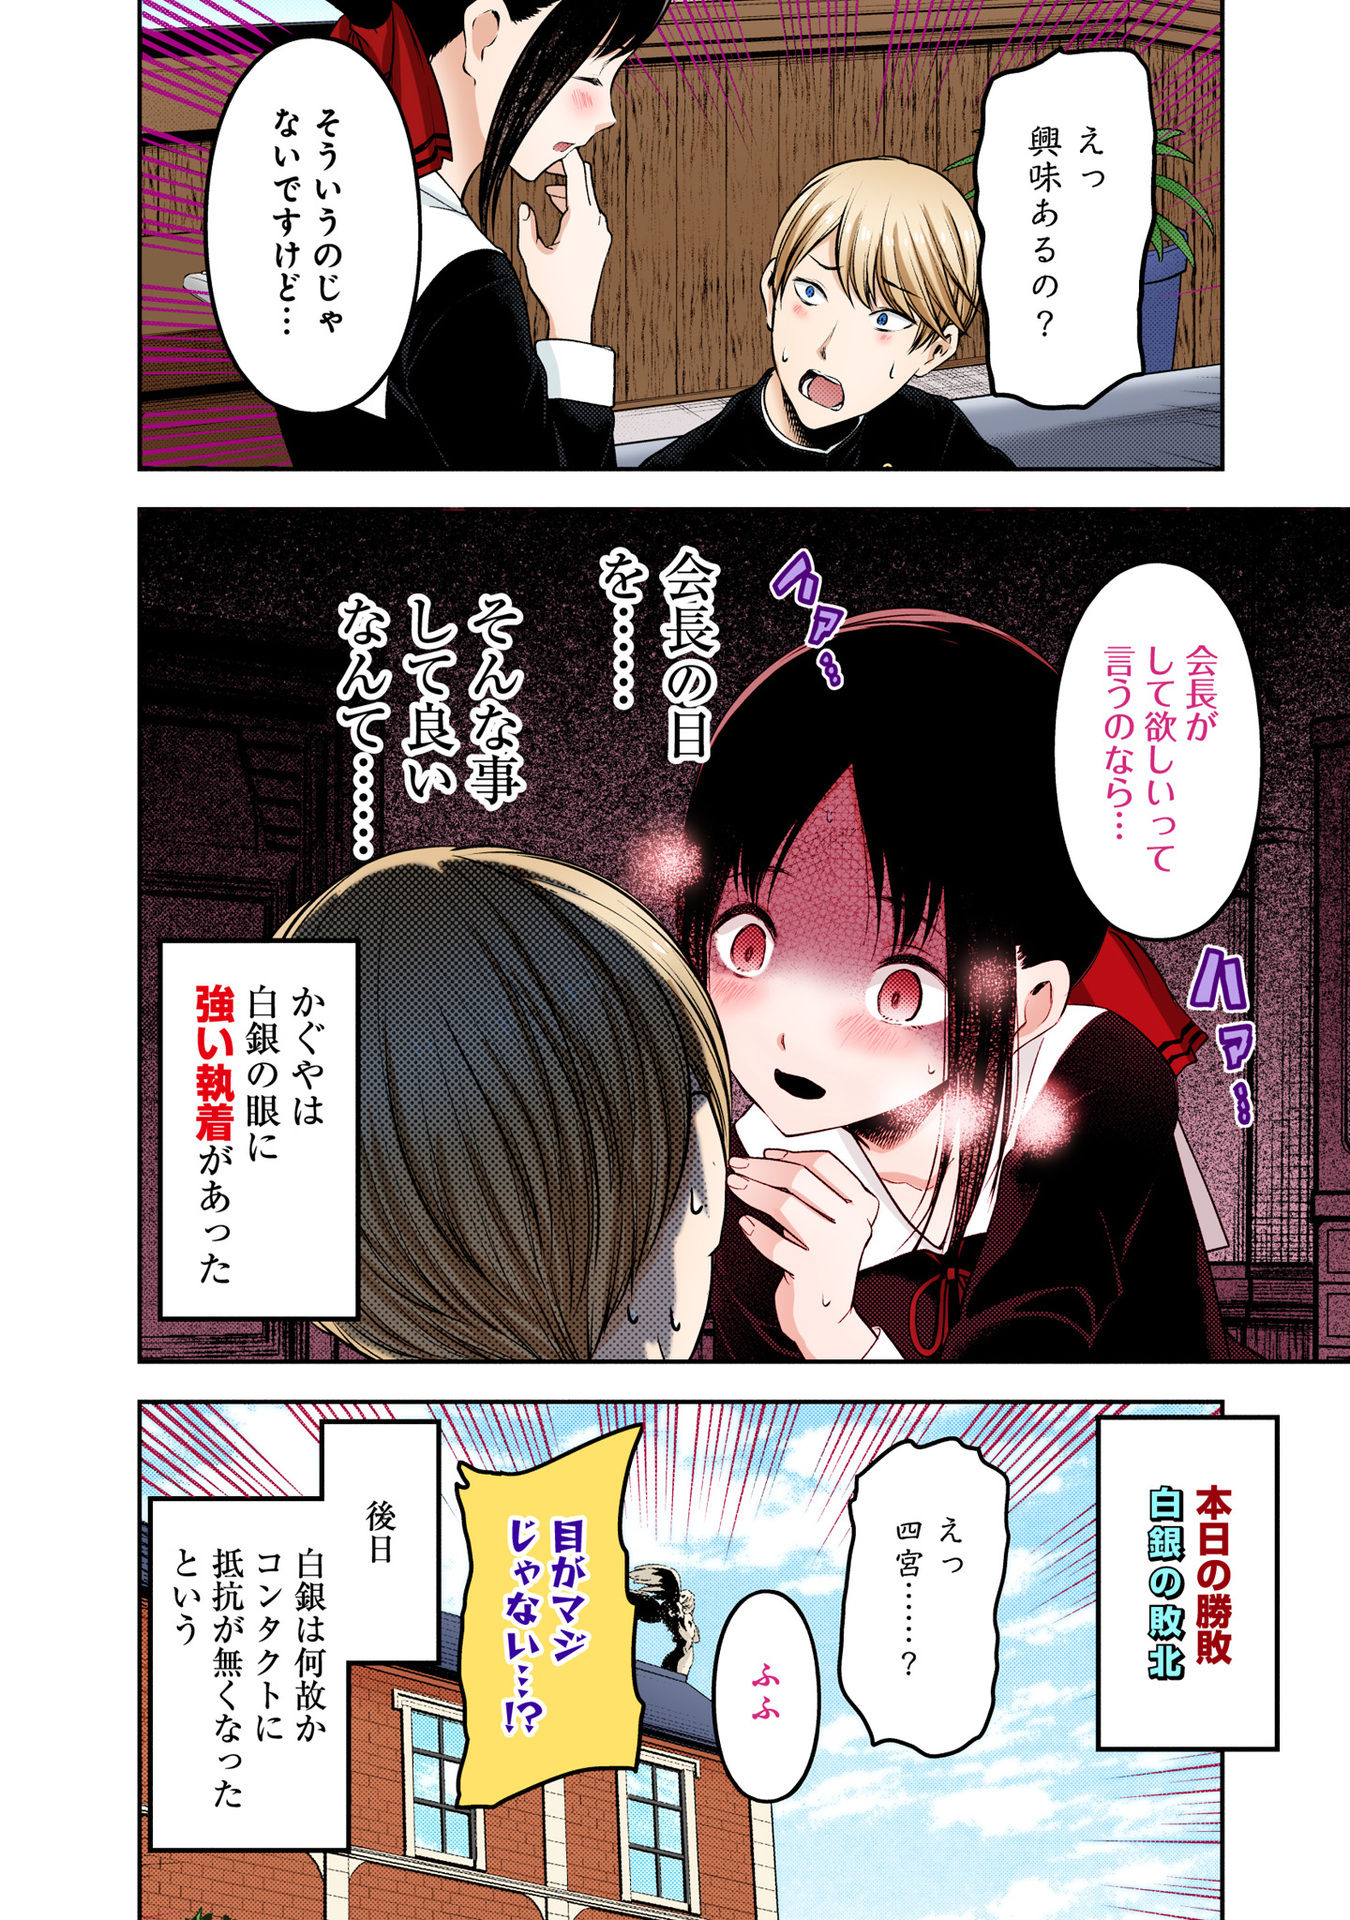 えっ
興味あるの？
そういうのじゃ
ないですけど…
会長が
して欲しいって
言うのなら…
ハァ…
ハァ…
会長の目
を……
そんな事
して良い
なんて……
かぐやは
白銀の眼に
強い執着があった
本日の勝敗
白銀の敗北
えっ
四宮……？
ふふ
目がマジ
じゃない…!?
後日
白銀は何故か
コンタクトに
抵抗が無くなった
という